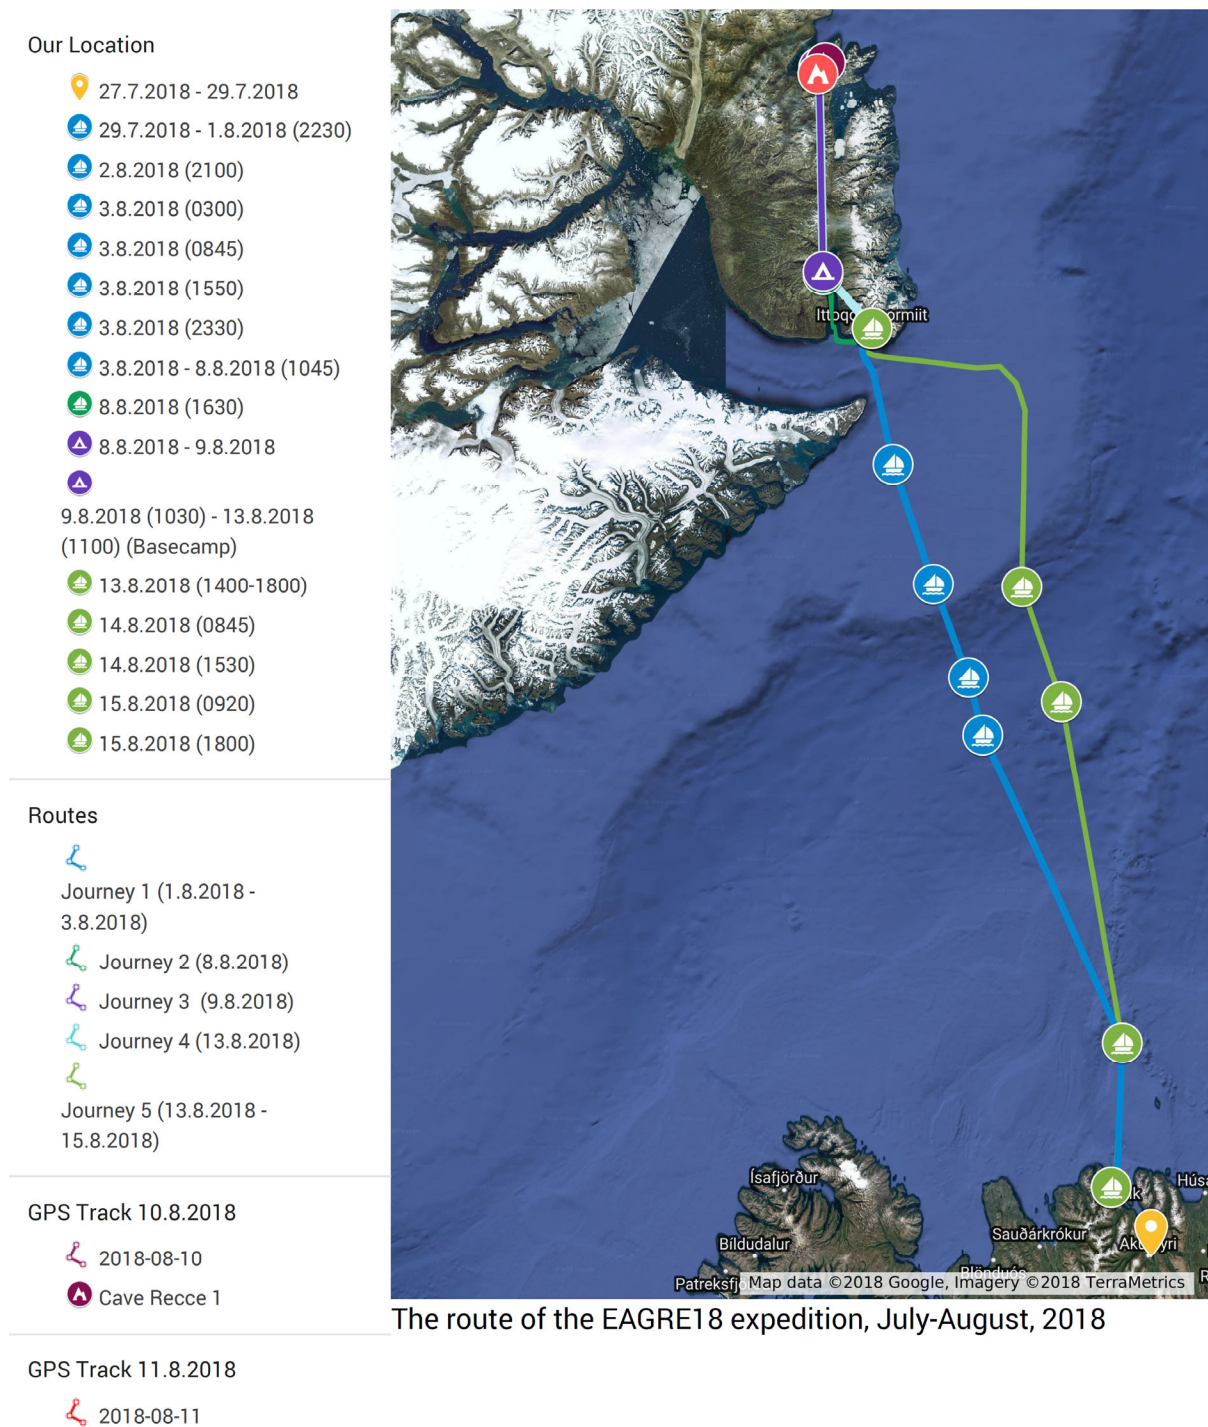 Our Location
27.7.2018 - 29.7.2018
29.7.2018 - 1.8.2018 (2230)
2.8.2018 (2100)
3.8.2018 (0300)
3.8.2018 (0845)
3.8.2018 (1550)
3.8.2018 (2330)
3.8.2018 - 8.8.2018 (1045)
8.8.2018 (1630)
8.8.2018 - 9.8.2018
9.8.2018 (1030) - 13.8.2018
(1100) (Basecamp)
13.8.2018 (1400-1800)
14.8.2018 (0845)
14.8.2018 (1530)
15.8.2018 (0920)
15.8.2018 (1800)
Routes
Journey 1 (1.8.2018 -
3.8.2018)
Journey 2 (8.8.2018)
Journey 3 (9.8.2018)
Journey 4 (13.8.2018)
Journey 5 (13.8.2018 -
15.8.2018)
GPS Track 10.8.2018
2018-08-10
Cave Recce 1
GPS Track 11.8.2018
2018-08-11
Ísafjörður
Bíldudalur
Sauðárkrókur
Blönduós
Map data ©2018 Google, Imagery ©2018 TerraMetrics
The route of the EAGRE18 expedition, July-August, 2018